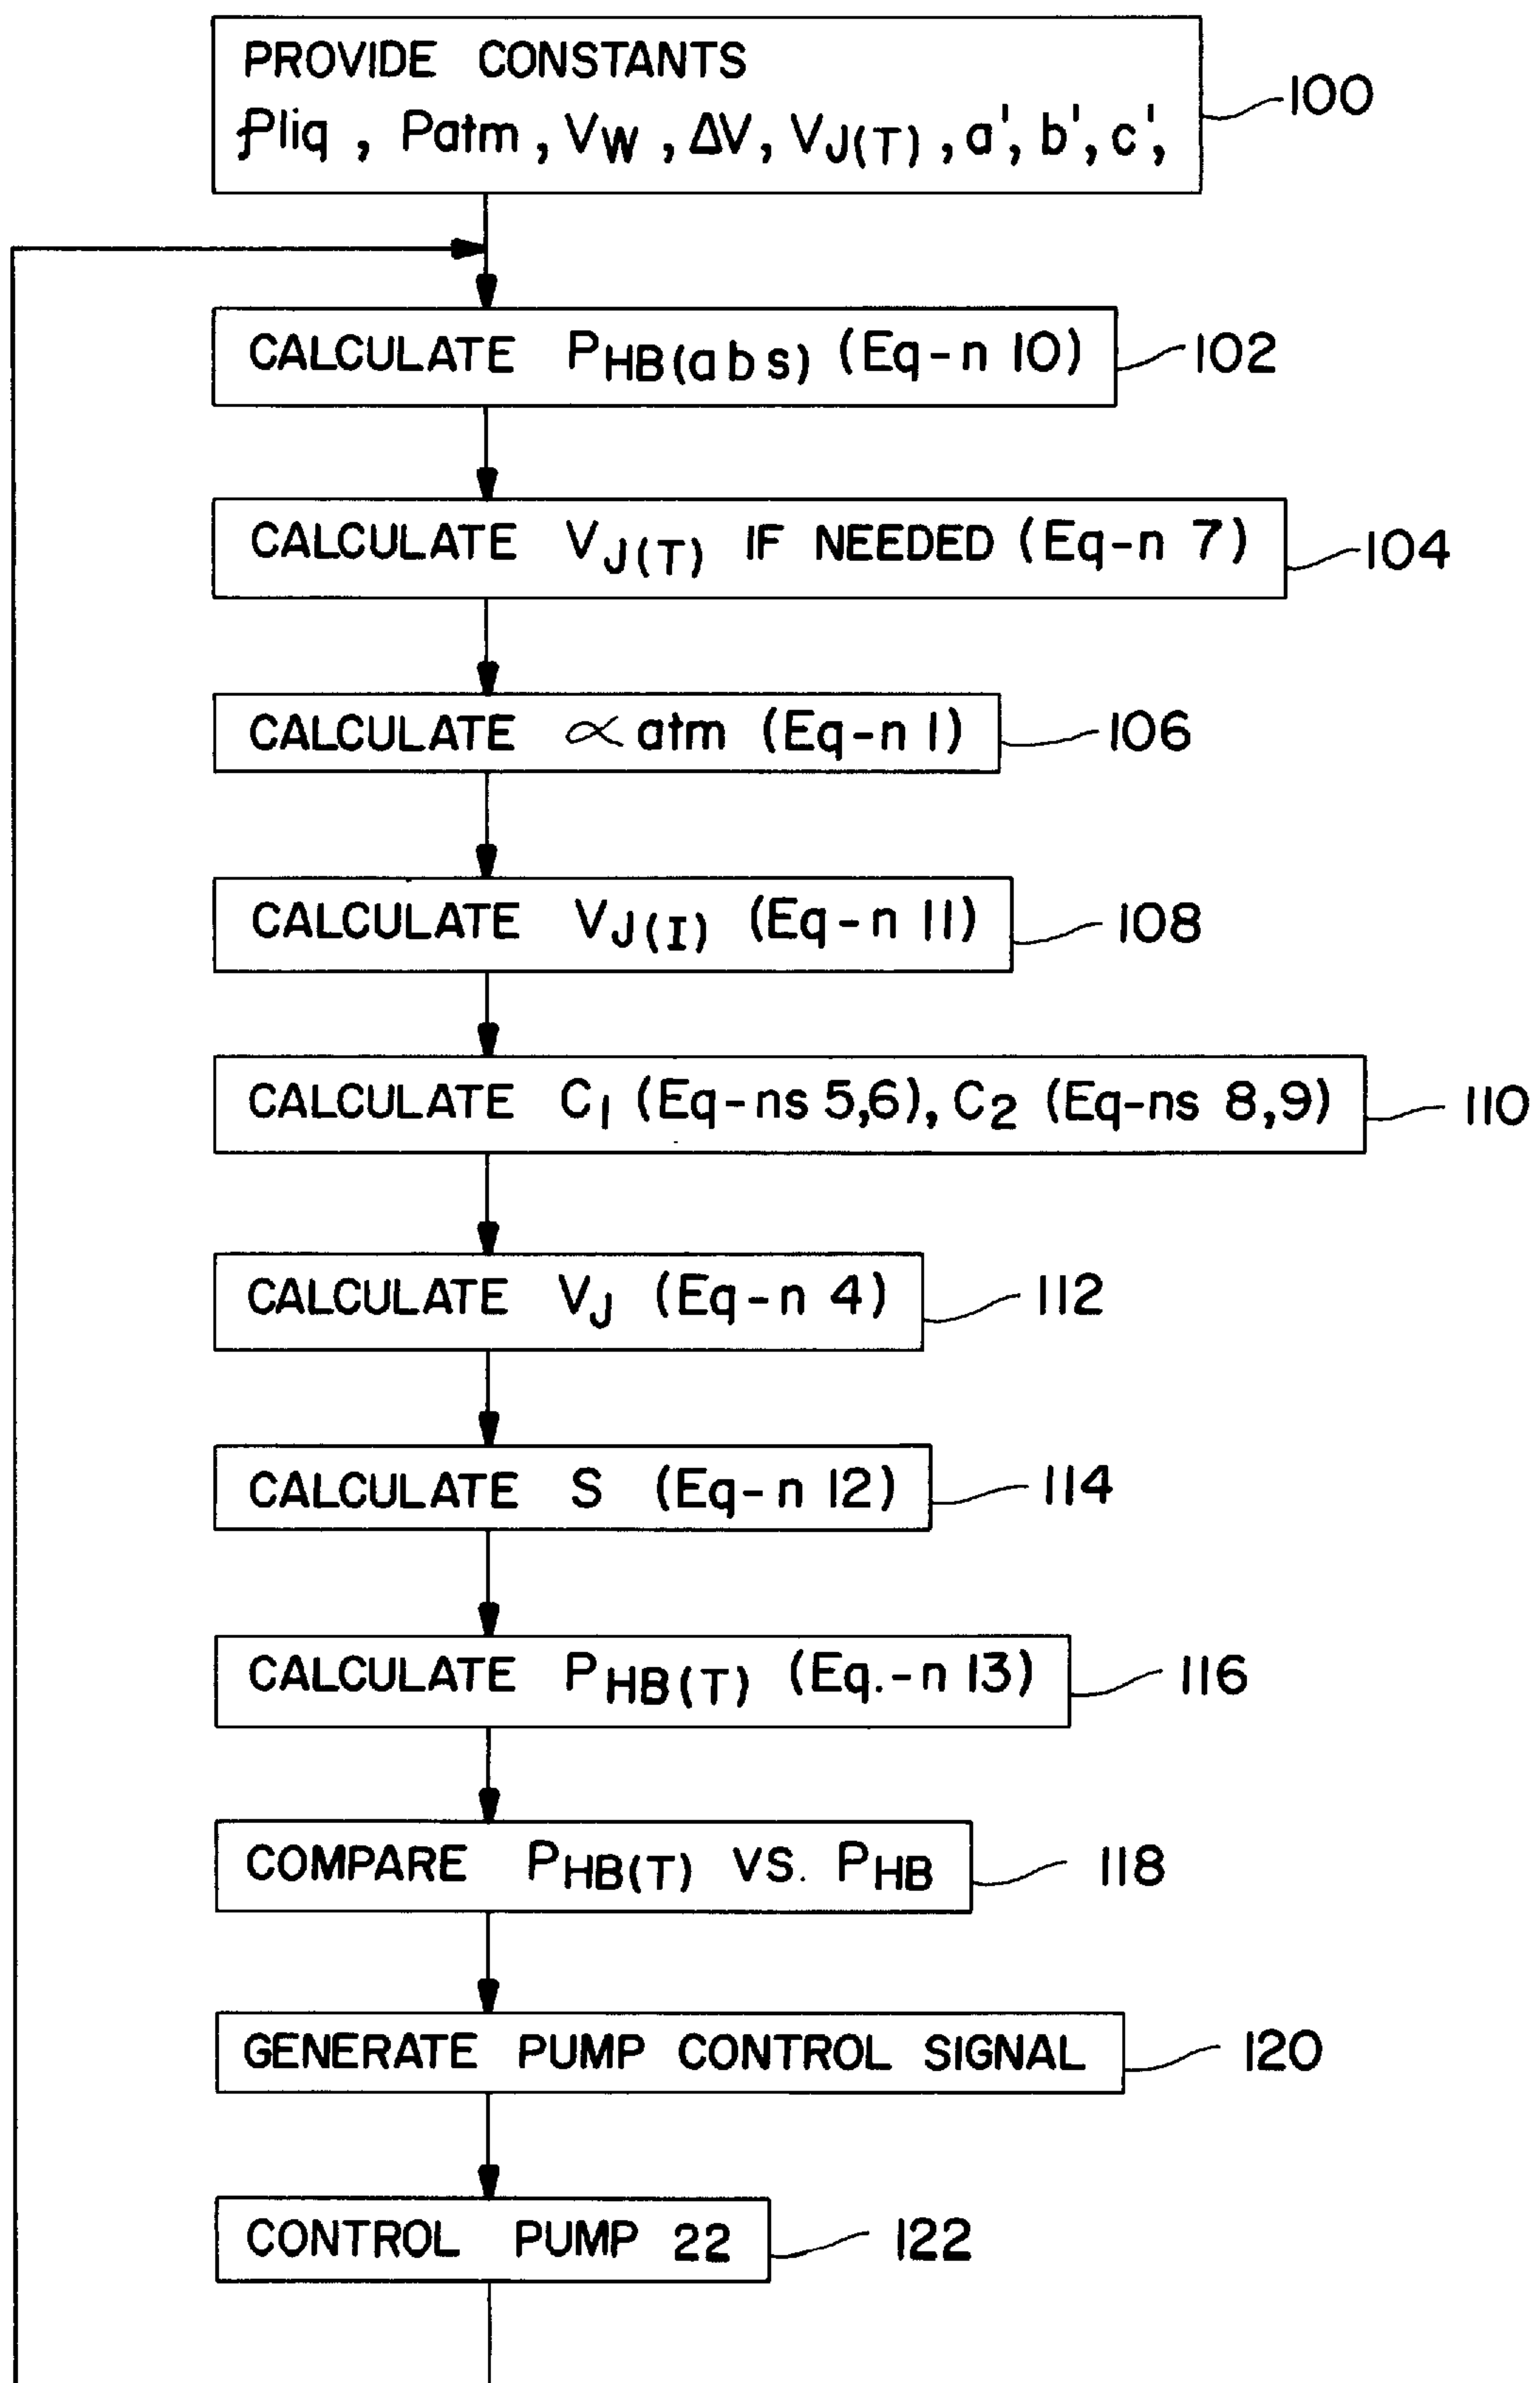 PROVIDE CONSTANTS
ρliq , Patm , VW , ΔV, VJ(T) , a', b', c',
100
CALCULATE PHB(abs) (Eq-n 10)
102
CALCULATE VJ(T) IF NEEDED (Eq-n 7)
104
CALCULATE ∝ atm (Eq-n 1)
106
CALCULATE VJ(I) (Eq-n 11)
108
CALCULATE C1 (Eq-ns 5,6), C2 (Eq-ns 8,9)
110
CALCULATE VJ (Eq-n 4)
112
CALCULATE S (Eq-n 12)
114
CALCULATE PHB(T) (Eq.-n 13)
116
COMPARE PHB(T) VS. PHB
118
GENERATE PUMP CONTROL SIGNAL
120
CONTROL PUMP 22
122